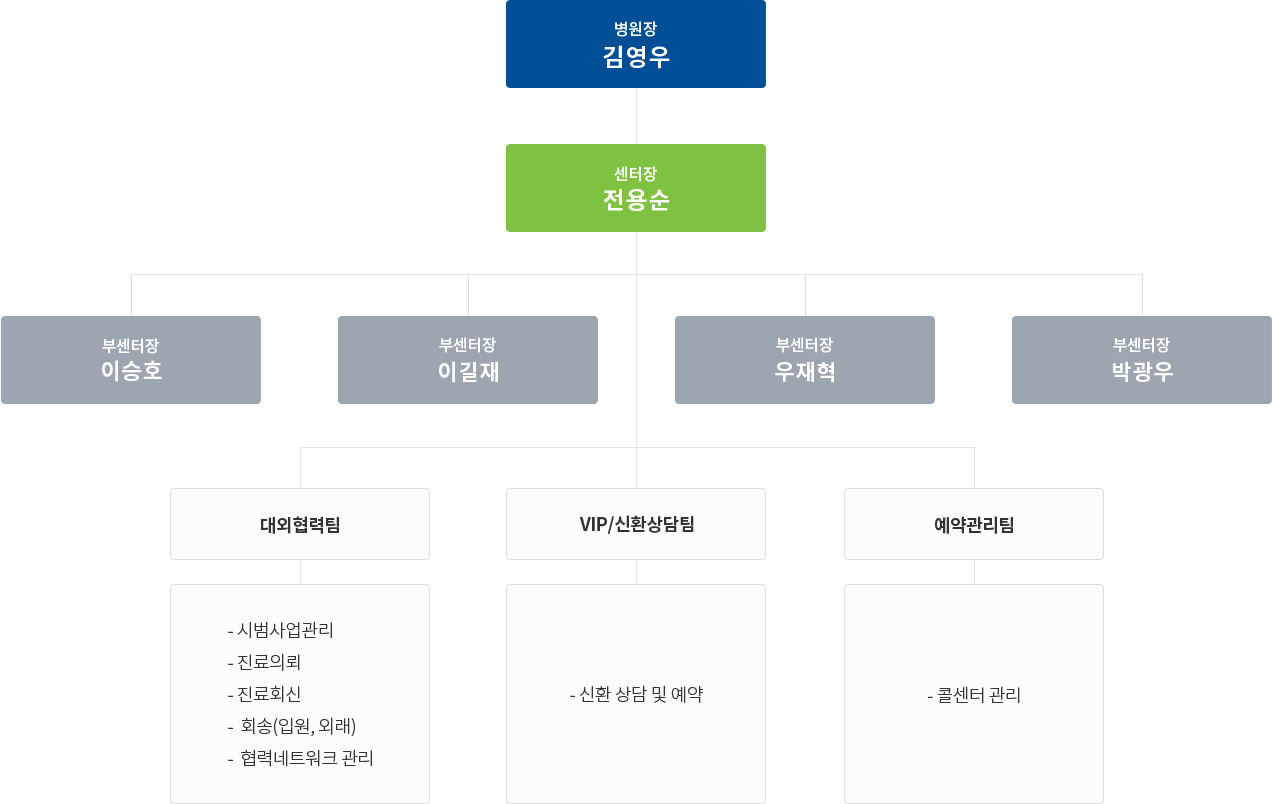 병원장
김영우
센터장
전용순
부센터장
이승호
부센터장
이길재
부센터장
우재혁
부센터장
박광우
대외협력팀
VIP/신환상담팀
예약관리팀
- 시범사업관리
- 진료의뢰
- 진료회신
- 회송(입원, 외래)
- 협력네트워크 관리
- 신환 상담 및 예약
- 콜센터 관리